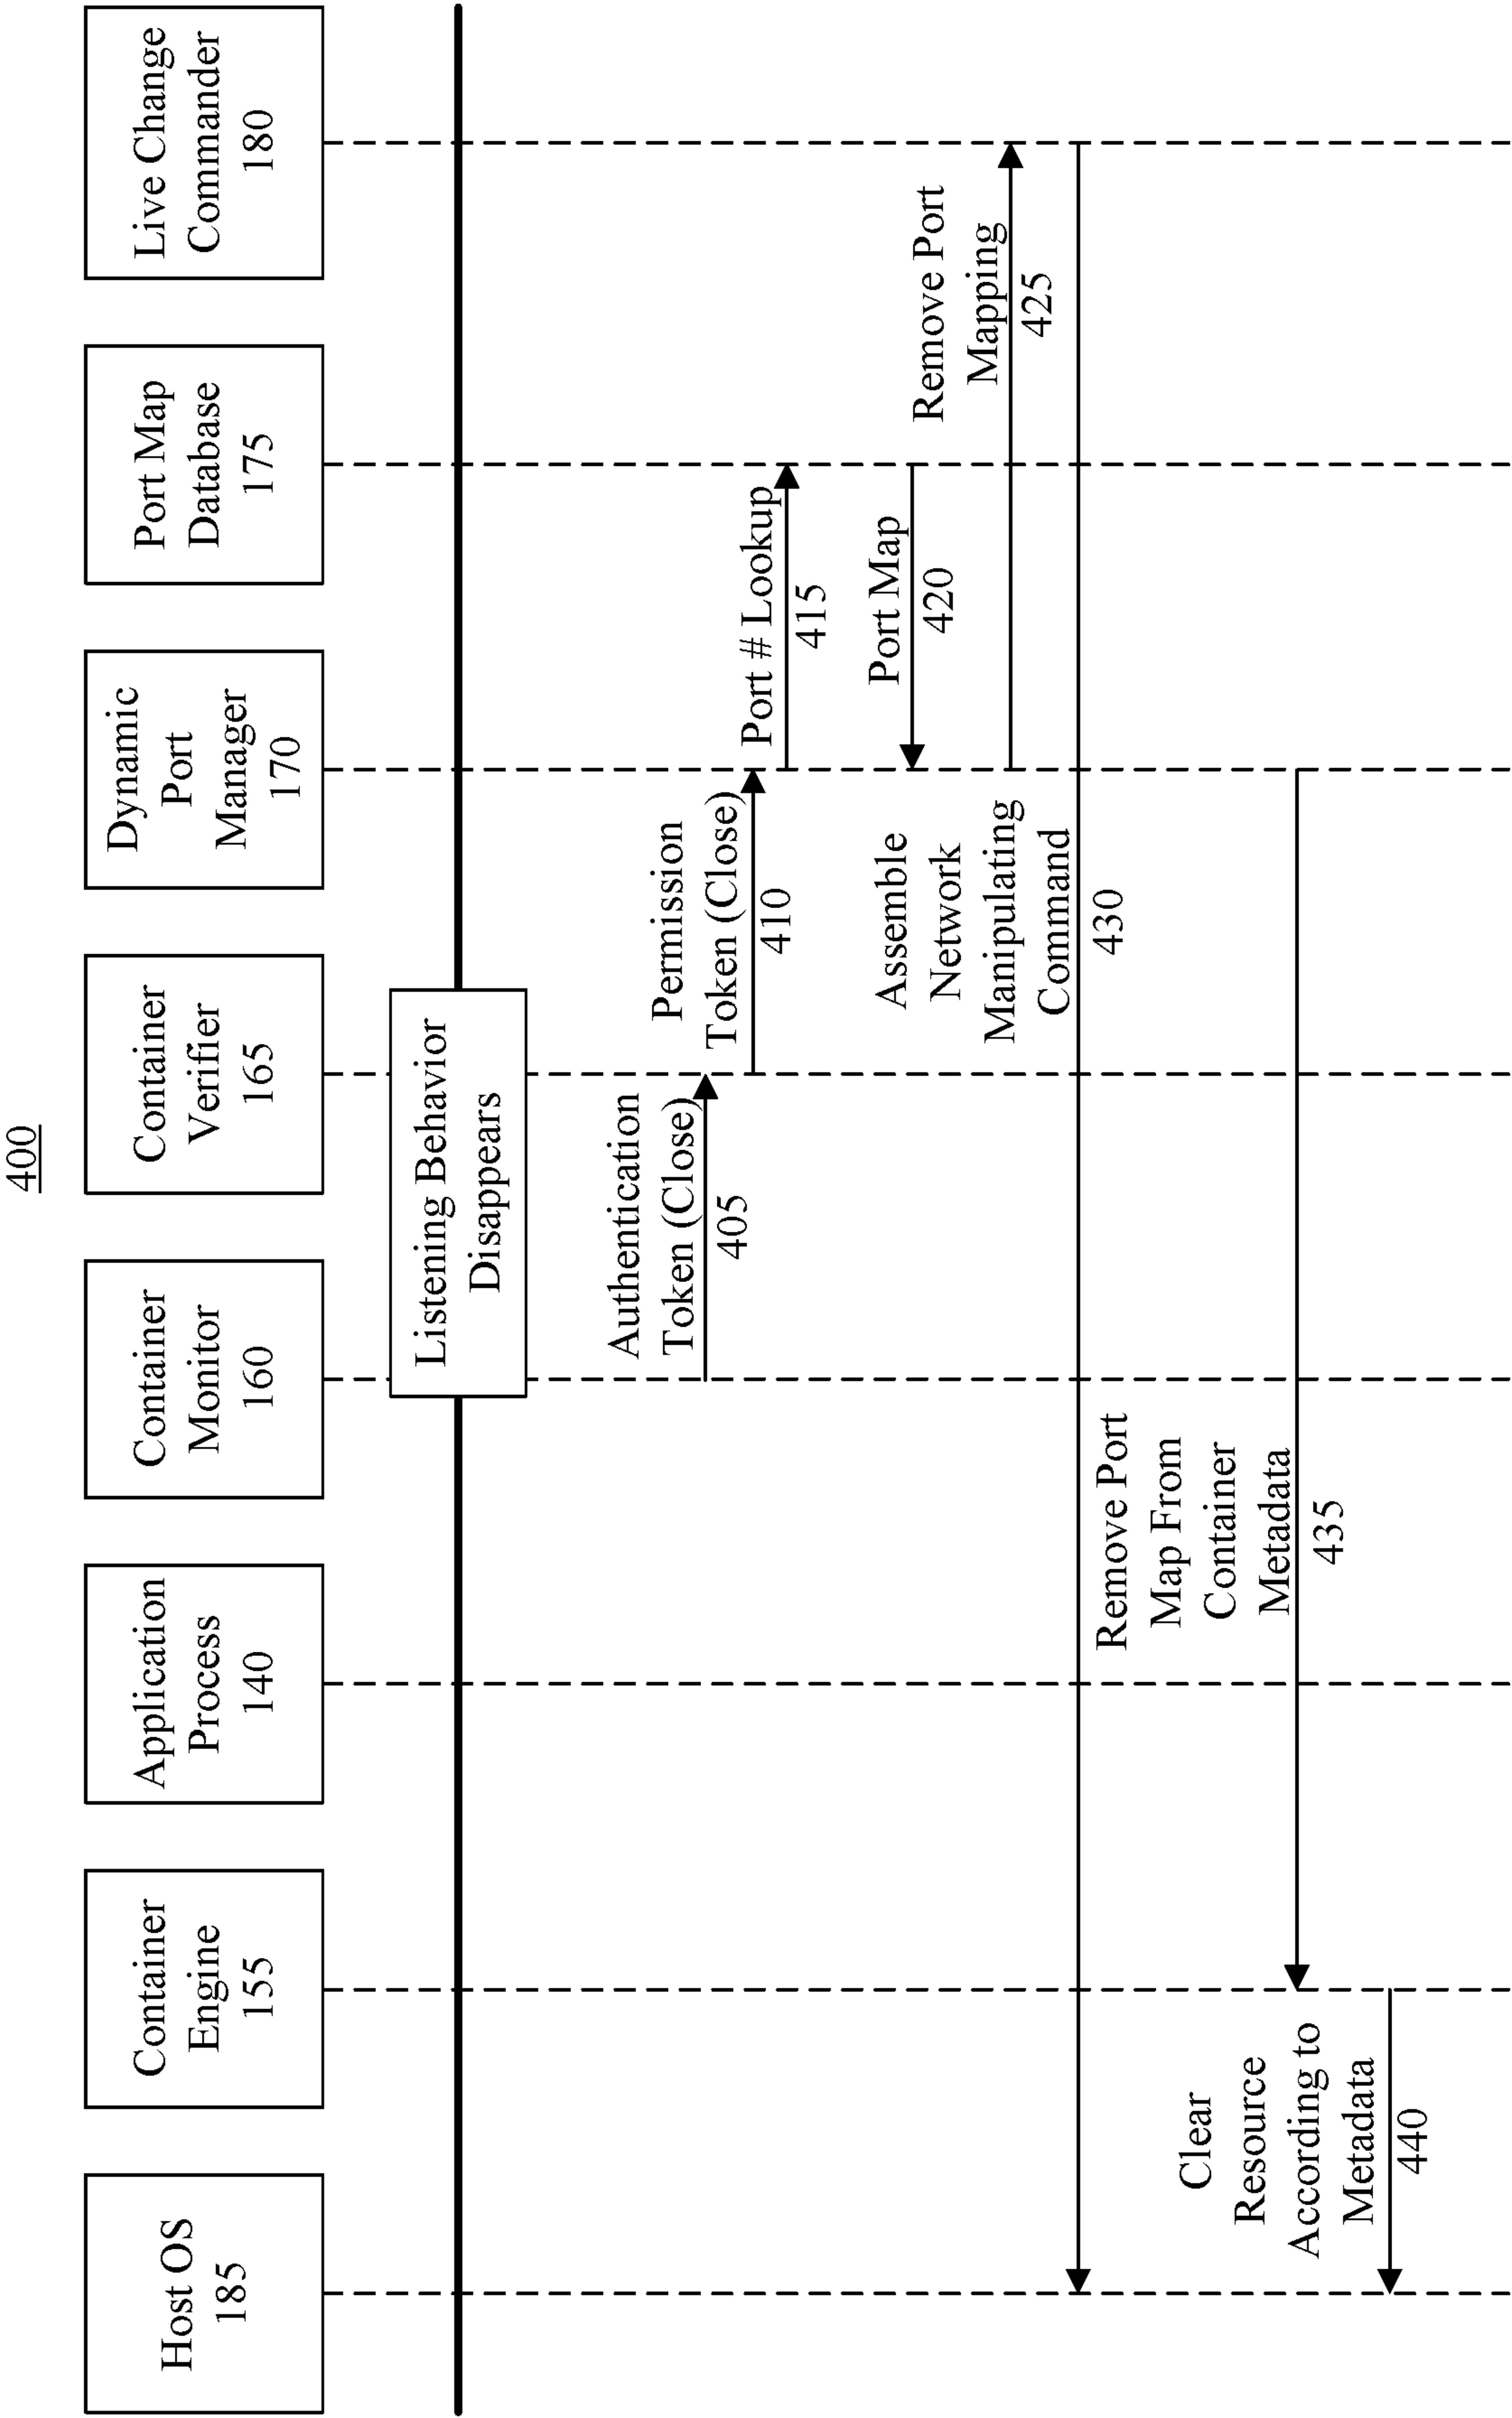 400
Host OS
185
Container
Engine
155
Application
Process
140
Container
Monitor
160
Container
Verifier
165
Dynamic
Port
Manager
170
Port Map
Database
175
Live Change
Commander
180
Listening Behavior
Disappears
Authentication
Token (Close)
405
Permission
Token (Close)
410
Port # Lookup
415
Port Map
420
Remove Port
Mapping
425
Assemble
Network
Manipulating
Command
430
Remove Port
Map From
Container
Metadata
435
Clear
Resource
According to
Metadata
440